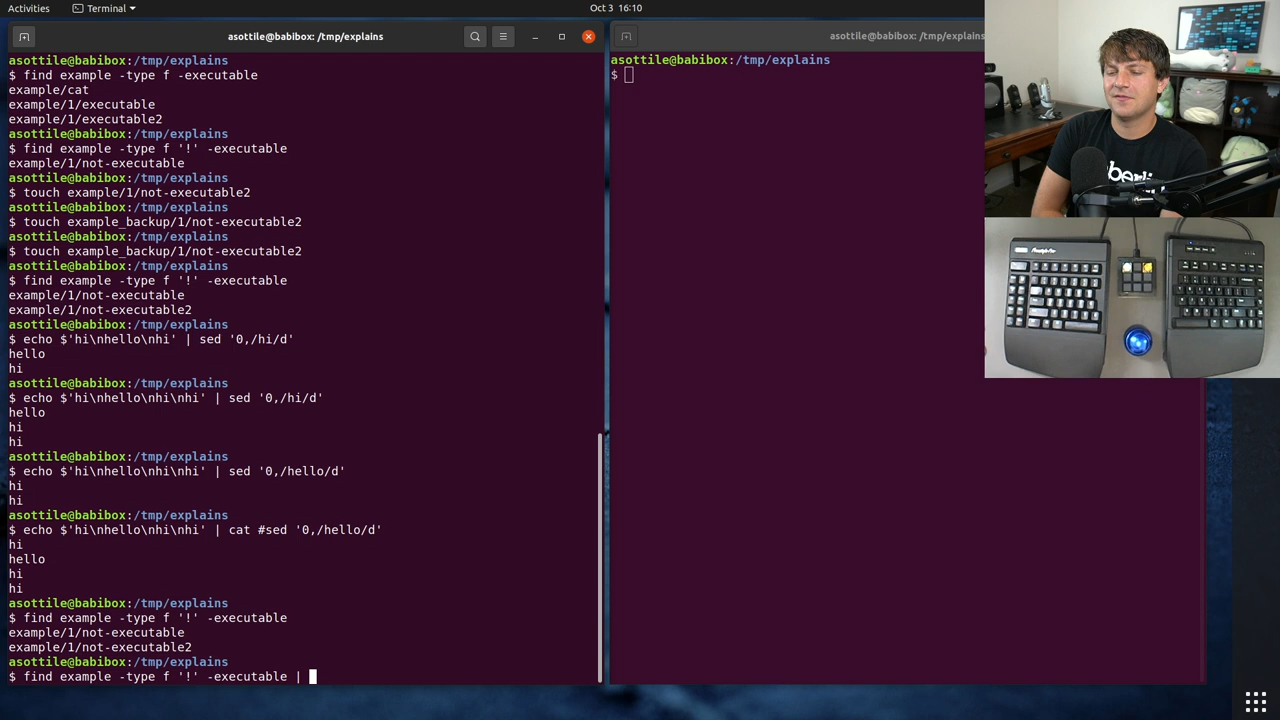 Activities
Terminal
Oct 3 16:10
asottile@babibox: /tmp/explains
asottile@babibox:/tmp/explains
$ find example -type f -executable
example/cat
example/1/executable
example/1/executable2
asottile@babibox:/tmp/explains
$ find example -type f '!' -executable
example/1/not-executable
asottile@babibox:/tmp/explains
$ touch example/1/not-executable2
asottile@babibox:/tmp/explains
$ touch example_backup/1/not-executable2
asottile@babibox:/tmp/explains
$ touch example_backup/1/not-executable2
asottile@babibox:/tmp/explains
$ find example -type f '!' -executable
example/1/not-executable
example/1/not-executable2
asottile@babibox:/tmp/explains
$ echo $'hi\nhello\nhi' | sed '0,/hi/d'
hello
hi
asottile@babibox:/tmp/explains
$ echo $'hi\nhello\nhi\nhi' | sed '0,/hi/d'
hello
hi
hi
asottile@babibox:/tmp/explains
$ echo $'hi\nhello\nhi\nhi' | sed '0,/hello/d'
hi
hi
asottile@babibox:/tmp/explains
$ echo $'hi\nhello\nhi\nhi' | cat #sed '0,/hello/d'
hi
hello
hi
hi
asottile@babibox:/tmp/explains
$ find example -type f '!' -executable
example/1/not-executable
example/1/not-executable2
asottile@babibox:/tmp/explains
$ find example -type f '!' -executable |
asottile@babibox: /tmp/explains
asottile@babibox:/tmp/explains
$